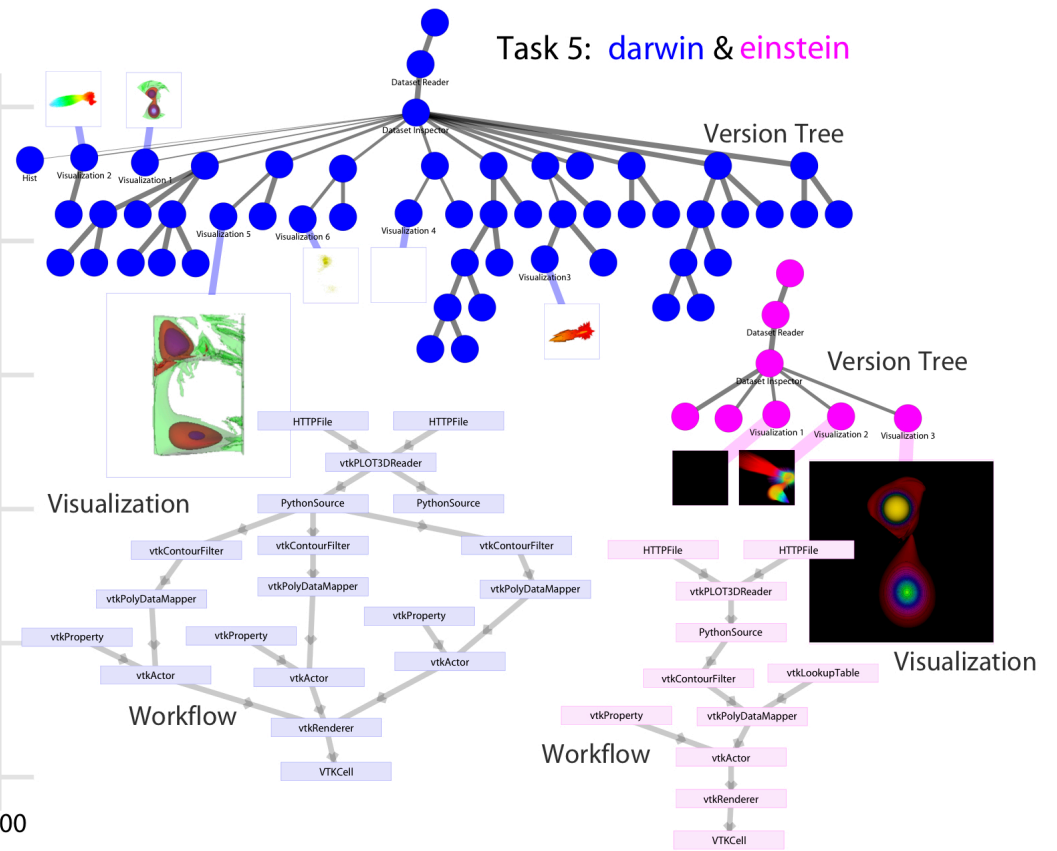 Task 5: darwin & einstein
Dataset Reader
Dataset Inspector
Version Tree
Hist
Visualization 2
Visualization 1
Visualization 5
Visualization 6
Visualization 4
Visualization3
Dataset Reader
Version Tree
Dataset Inspector
Visualization 1
Visualization 2
Visualization 3
HTTPFile
HTTPFile
vtkPLOT3DReader
Visualization
PythonSource
PythonSource
vtkContourFilter
vtkContourFilter
vtkContourFilter
vtkPolyDataMapper
vtkPolyDataMapper
vtkPolyDataMapper
vtkProperty
vtkProperty
vtkProperty
vtkActor
vtkActor
vtkActor
Workflow
vtkRenderer
VTKCell
HTTPFile
HTTPFile
vtkPLOT3DReader
PythonSource
Visualization
vtkContourFilter
vtkLookupTable
vtkProperty
vtkPolyDataMapper
Workflow
vtkActor
vtkRenderer
VTKCell
00